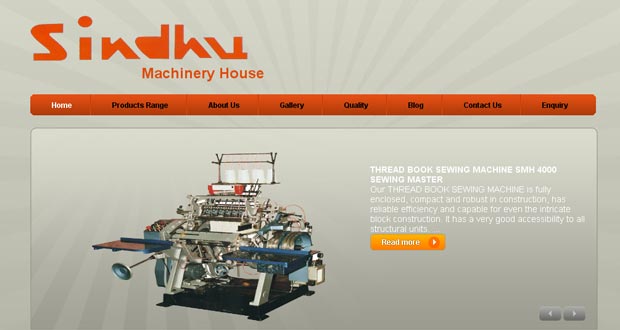 Sindhu
Machinery House
Home Products Range About Us Gallery Quality Blog Contact Us Enquiry
THREAD BOOK SEWING MACHINE SMH 4000
SEWING MASTER
Our THREAD BOOK SEWING MACHINE is fully
enclosed, compact and robust in construction, has
reliable efficiency and capable for even the intricate
block construction. It has a very good accessibility to all
structural units.....
Read more